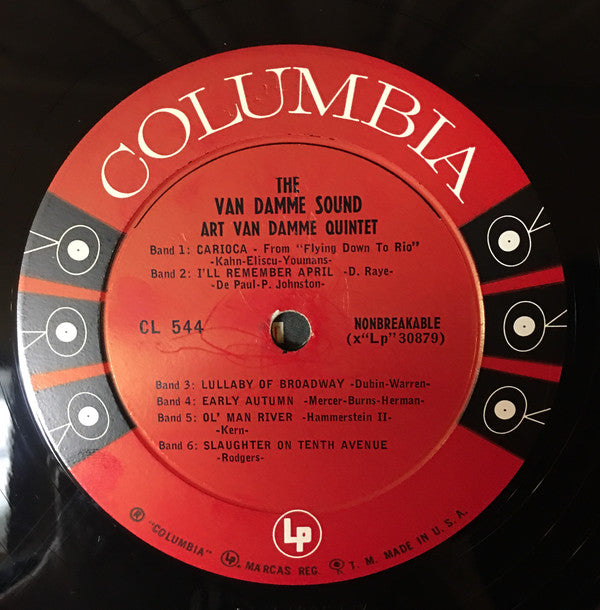 COLUMBIA
THE
VAN DAMME SOUND
ART VAN DAMME QUINTET
Band 1: CARIOCA - From "Flying Down To Rio"
-Kahn-Eliscu-Youmans-
Band 2: I'LL REMEMBER APRIL -D. Raye-
-De Paul-P. Johnston-
CL 544
NONBREAKABLE
(x"Lp"30879)
Band 3: LULLABY OF BROADWAY -Dubin-Warren-
Band 4: EARLY AUTUMN -Mercer-Burns-Herman-
Band 5: OL' MAN RIVER -Hammerstein II-
-Kern-
Band 6: SLAUGHTER ON TENTH AVENUE
-Rodgers-
Lp
® "COLUMBIA" Lp, MARCAS REG. T. M. MADE IN U. S. A.